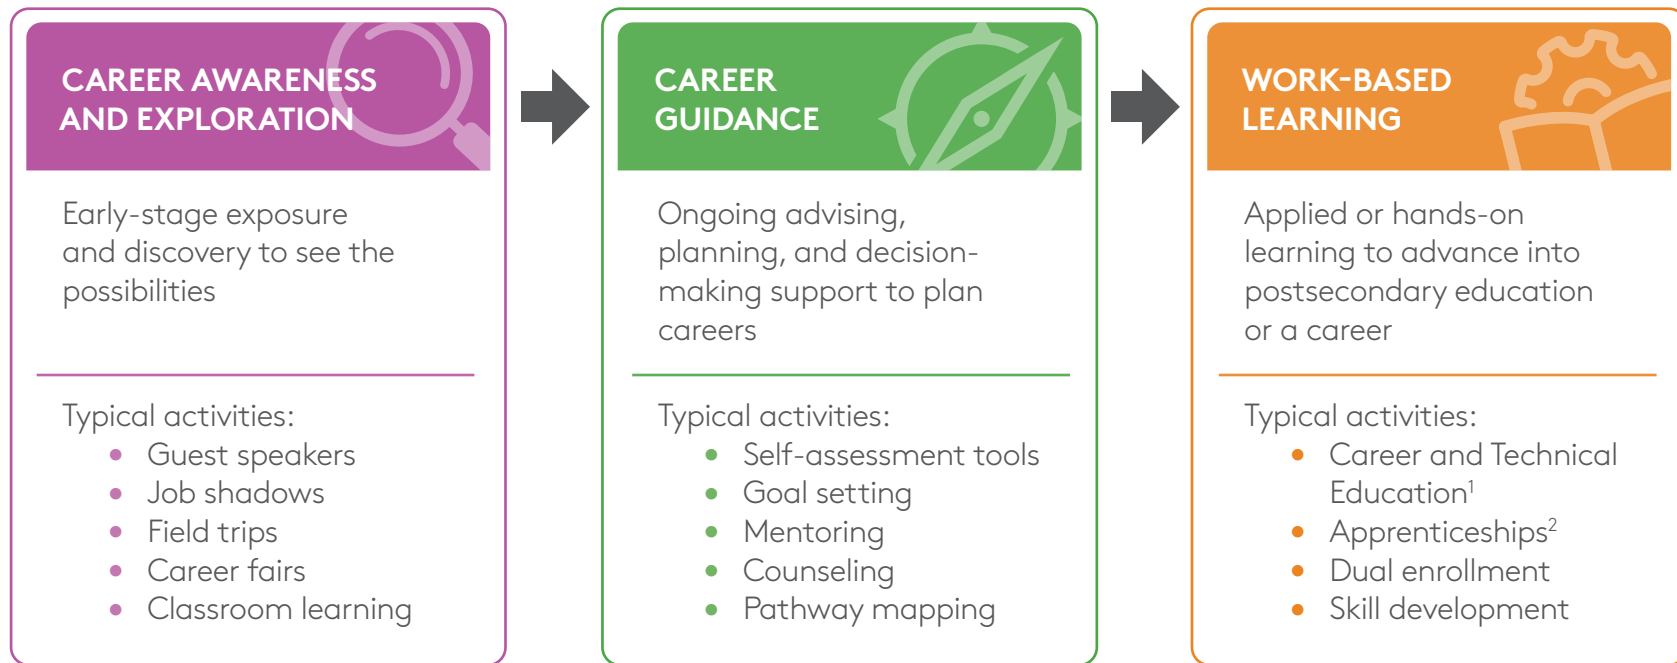 CAREER AWARENESS
AND EXPLORATION
Early-stage exposure
and discovery to see the
possibilities
Typical activities:
• Guest speakers
• Job shadows
• Field trips
• Career fairs
• Classroom learning
CAREER
GUIDANCE
Ongoing advising,
planning, and decision-
making support to plan
careers
Typical activities:
• Self-assessment tools
• Goal setting
• Mentoring
• Counseling
• Pathway mapping
WORK-BASED
LEARNING
Applied or hands-on
learning to advance into
postsecondary education
or a career
Typical activities:
• Career and Technical
Education¹
• Apprenticeships²
• Dual enrollment
• Skill development